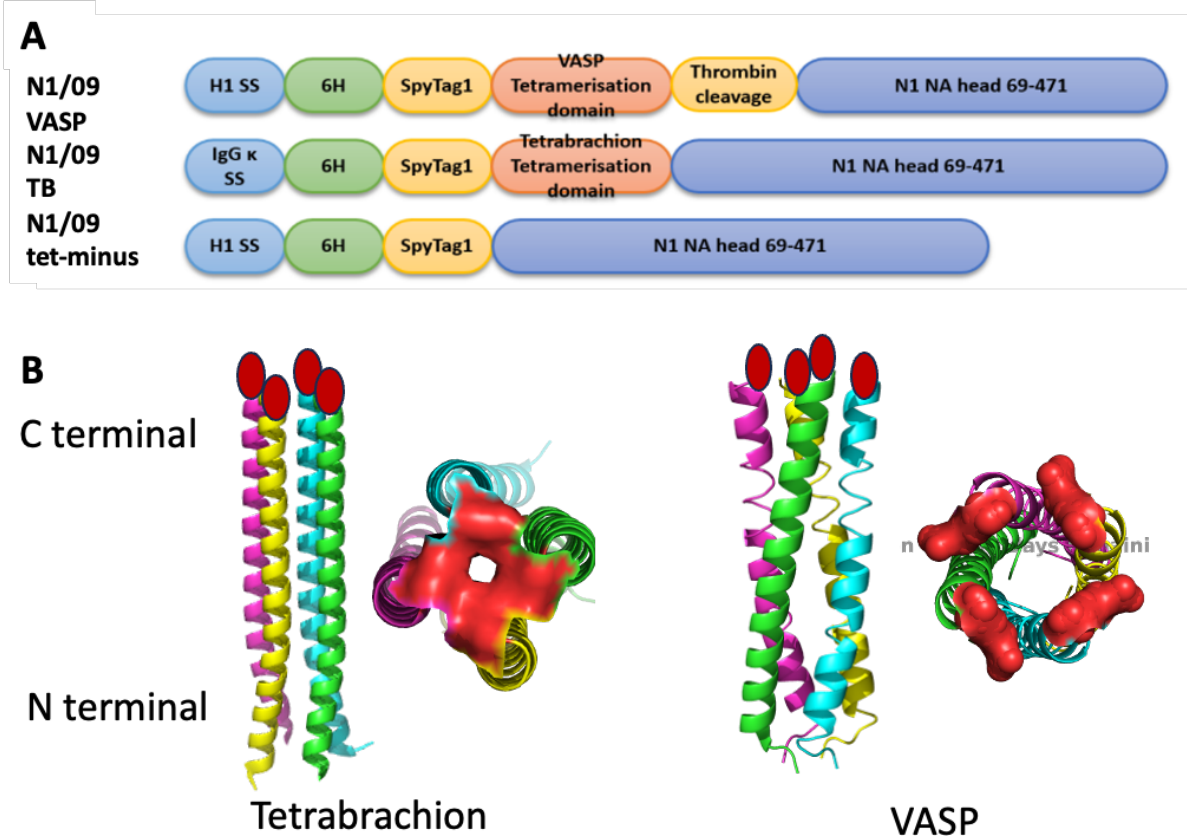 A
N1/09
VASP
H1 SS
6H
SpyTag1
VASP
Tetramerisation
domain
Thrombin
cleavage
N1 NA head 69-471
N1/09
TB
IgG κ
SS
6H
SpyTag1
Tetrabrachion
Tetramerisation
domain
N1 NA head 69-471
N1/09
tet-minus
H1 SS
6H
SpyTag1
N1 NA head 69-471
B
C terminal
N terminal
Tetrabrachion
VASP